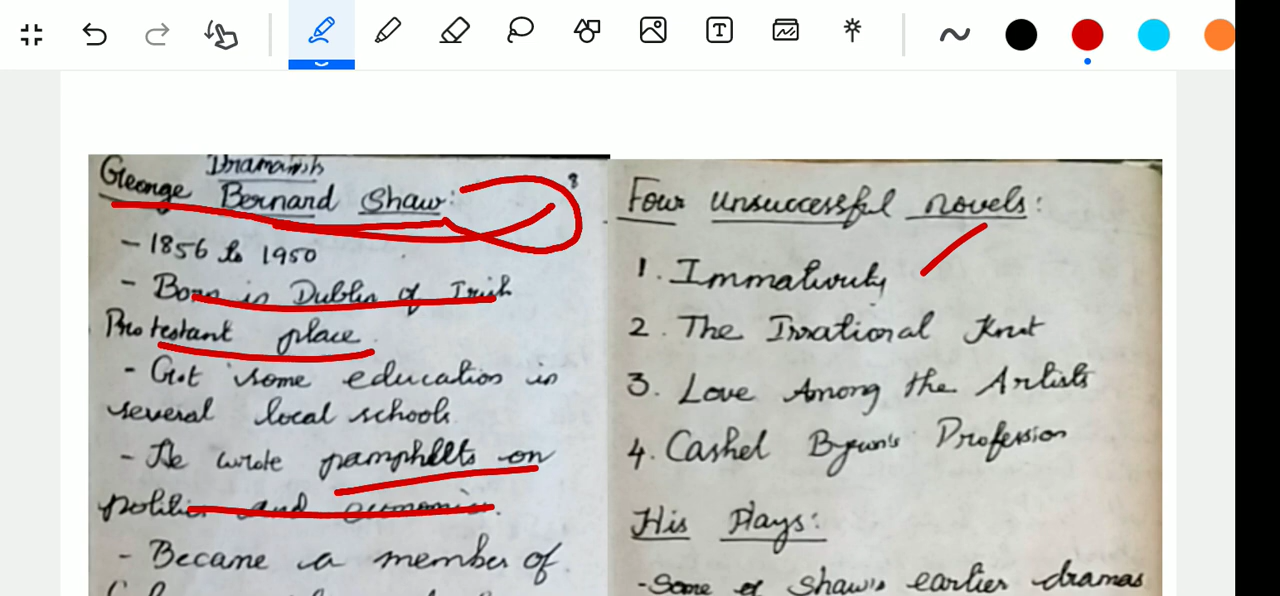 Dramatists
George Bernard Shaw:
8
- 1856 to 1950
- Born in Dublin of Irish
Protestant place.
- Got some education in
several local schools
- He wrote pamphlets on
politics and economics.
- Became a member of
Four Unsuccessful novels:
1. Immaturity
2. The Irrational Knot
3. Love Among the Artists
4. Cashel Byron's Profession
His Plays:
- Some of Shaw's earlier dramas